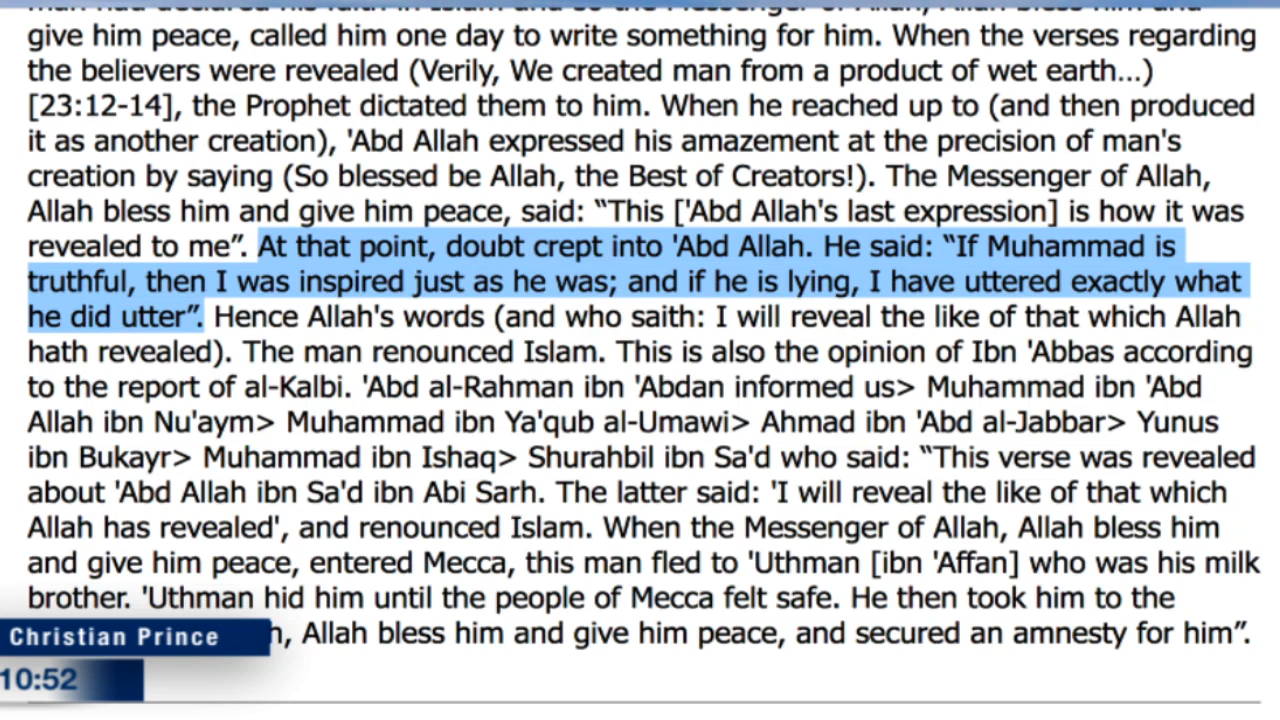 give him peace, called him one day to write something for him. When the verses regarding
the believers were revealed (Verily, We created man from a product of wet earth...)
[23:12-14], the Prophet dictated them to him. When he reached up to (and then produced
it as another creation), 'Abd Allah expressed his amazement at the precision of man's
creation by saying (So blessed be Allah, the Best of Creators!). The Messenger of Allah,
Allah bless him and give him peace, said: “This ['Abd Allah's last expression] is how it was
revealed to me”. At that point, doubt crept into 'Abd Allah. He said: “If Muhammad is
truthful, then I was inspired just as he was; and if he is lying, I have uttered exactly what
he did utter”. Hence Allah's words (and who saith: I will reveal the like of that which Allah
hath revealed). The man renounced Islam. This is also the opinion of Ibn 'Abbas according
to the report of al-Kalbi. 'Abd al-Rahman ibn 'Abdan informed us> Muhammad ibn 'Abd
Allah ibn Nu'aym> Muhammad ibn Ya'qub al-Umawi> Ahmad ibn 'Abd al-Jabbar> Yunus
ibn Bukayr> Muhammad ibn Ishaq> Shurahbil ibn Sa'd who said: “This verse was revealed
about 'Abd Allah ibn Sa'd ibn Abi Sarh. The latter said: 'I will reveal the like of that which
Allah has revealed', and renounced Islam. When the Messenger of Allah, Allah bless him
and give him peace, entered Mecca, this man fled to 'Uthman [ibn 'Affan] who was his milk
brother. 'Uthman hid him until the people of Mecca felt safe. He then took him to the
Allah bless him and give him peace, and secured an amnesty for him”.
Christian Prince
10:52